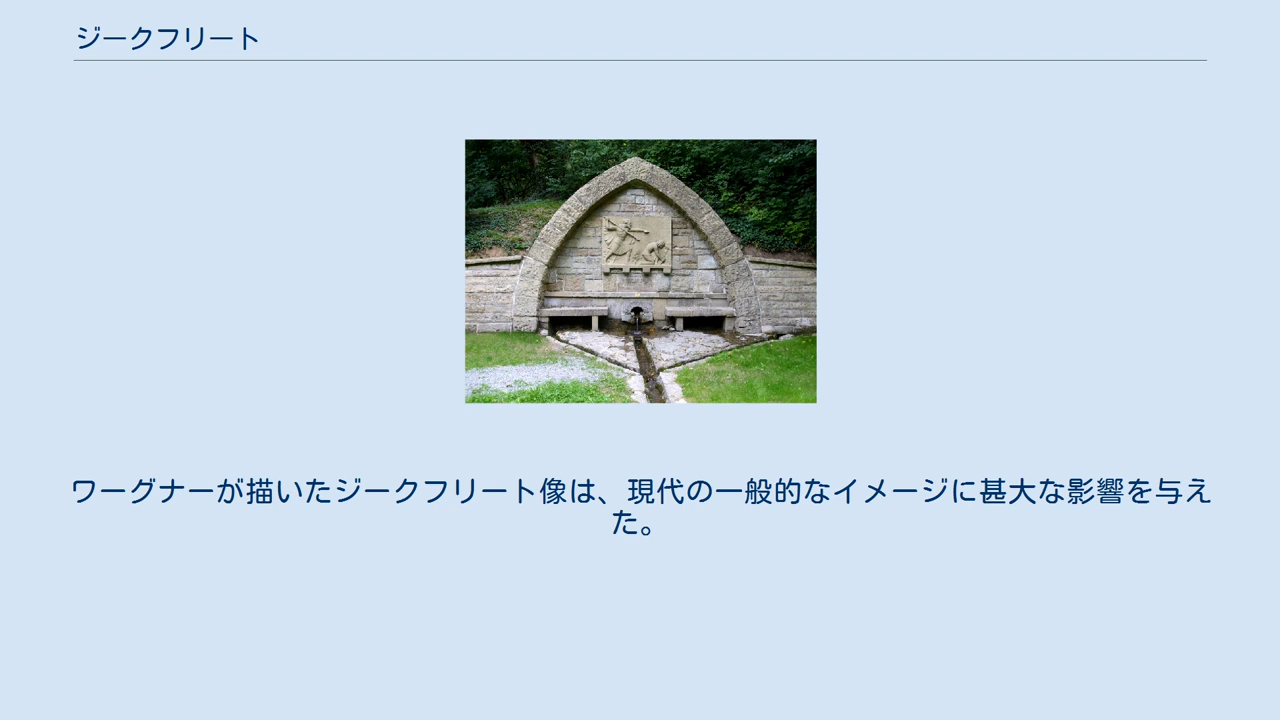 ジークフリート
ワーグナーが描いたジークフリート像は、現代の一般的なイメージに甚大な影響を与え
た。